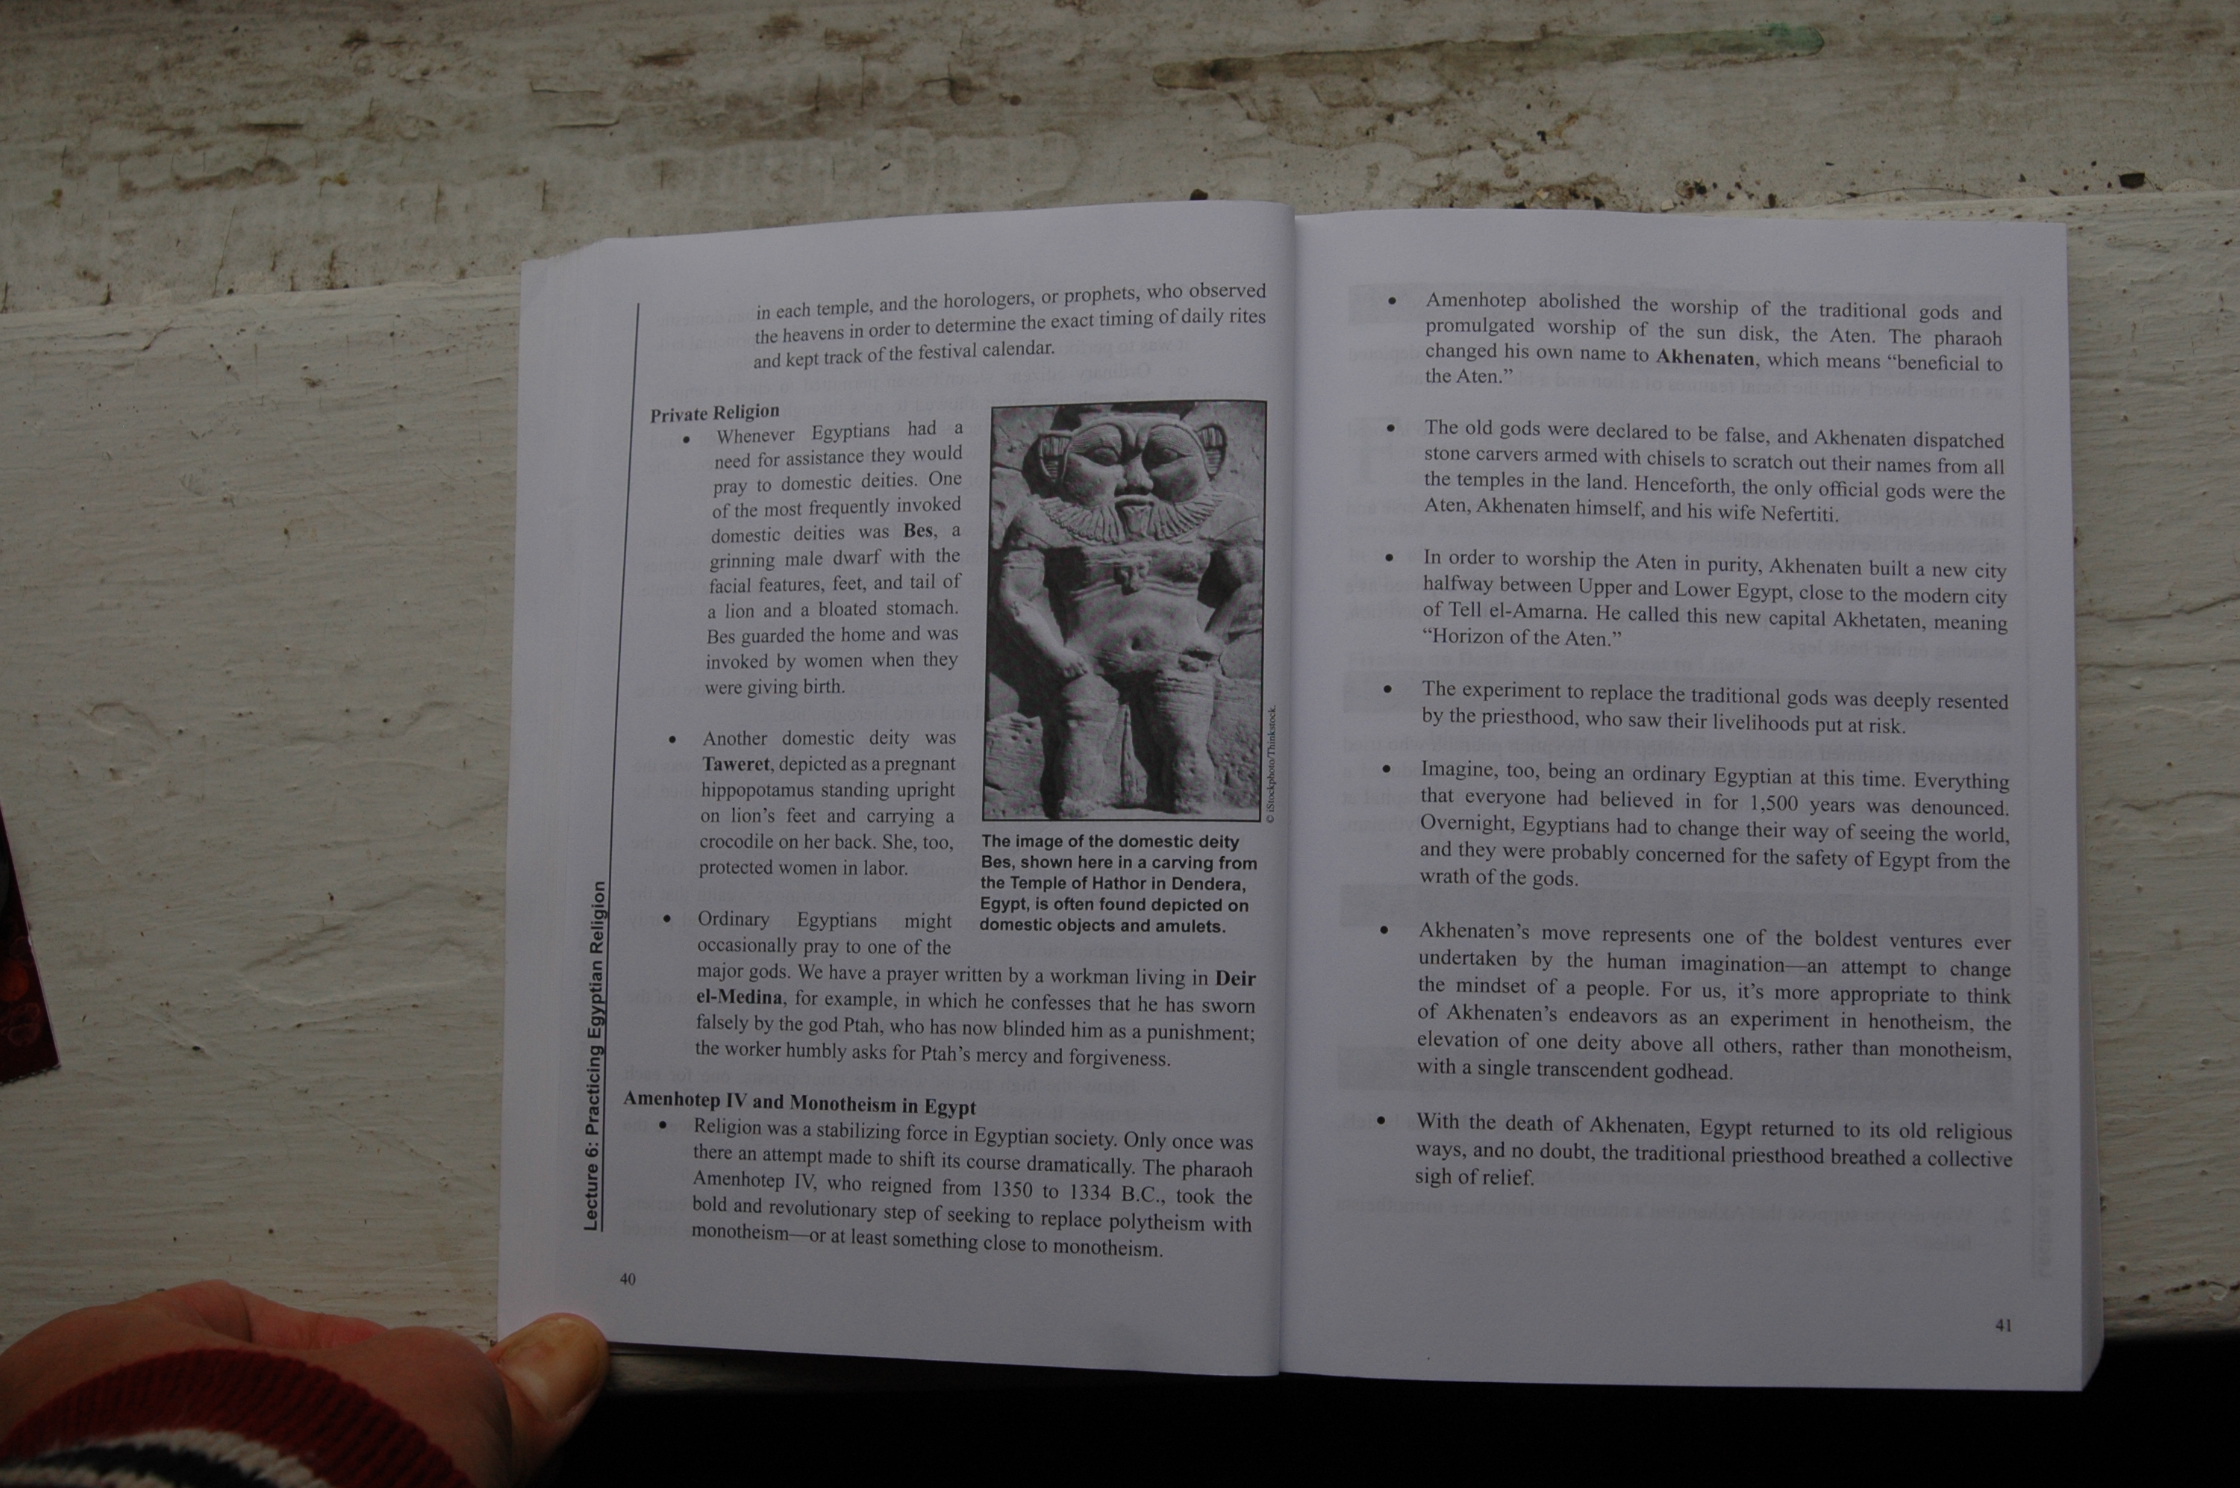 in each temple, and the horologers, or prophets, who observed
the heavens in order to determine the exact timing of daily rites
and kept track of the festival calendar.
Private Religion
• Whenever Egyptians had a
need for assistance they would
pray to domestic deities. One
of the most frequently invoked
domestic deities was Bes, a
grinning male dwarf with the
facial features, feet, and tail of
a lion and a bloated stomach.
Bes guarded the home and was
invoked by women when they
were giving birth.
• Another domestic deity was
Taweret, depicted as a pregnant
hippopotamus standing upright
on lion's feet and carrying a
crocodile on her back. She, too,
protected women in labor.
© iStockphoto/Thinkstock.
The image of the domestic deity
Bes, shown here in a carving from
the Temple of Hathor in Dendera,
Egypt, is often found depicted on
domestic objects and amulets.
• Ordinary Egyptians might
occasionally pray to one of the
major gods. We have a prayer written by a workman living in Deir
el-Medina, for example, in which he confesses that he has sworn
falsely by the god Ptah, who has now blinded him as a punishment;
the worker humbly asks for Ptah's mercy and forgiveness.
Amenhotep IV and Monotheism in Egypt
• Religion was a stabilizing force in Egyptian society. Only once was
there an attempt made to shift its course dramatically. The pharaoh
Amenhotep IV, who reigned from 1350 to 1334 B.C., took the
bold and revolutionary step of seeking to replace polytheism with
monotheism—or at least something close to monotheism.
Lecture 6: Practicing Egyptian Religion
40
• Amenhotep abolished the worship of the traditional gods and
promulgated worship of the sun disk, the Aten. The pharaoh
changed his own name to Akhenaten, which means “beneficial to
the Aten.”
• The old gods were declared to be false, and Akhenaten dispatched
stone carvers armed with chisels to scratch out their names from all
the temples in the land. Henceforth, the only official gods were the
Aten, Akhenaten himself, and his wife Nefertiti.
• In order to worship the Aten in purity, Akhenaten built a new city
halfway between Upper and Lower Egypt, close to the modern city
of Tell el-Amarna. He called this new capital Akhetaten, meaning
“Horizon of the Aten.”
• The experiment to replace the traditional gods was deeply resented
by the priesthood, who saw their livelihoods put at risk.
• Imagine, too, being an ordinary Egyptian at this time. Everything
that everyone had believed in for 1,500 years was denounced.
Overnight, Egyptians had to change their way of seeing the world,
and they were probably concerned for the safety of Egypt from the
wrath of the gods.
• Akhenaten's move represents one of the boldest ventures ever
undertaken by the human imagination—an attempt to change
the mindset of a people. For us, it's more appropriate to think
of Akhenaten's endeavors as an experiment in henotheism, the
elevation of one deity above all others, rather than monotheism,
with a single transcendent godhead.
• With the death of Akhenaten, Egypt returned to its old religious
ways, and no doubt, the traditional priesthood breathed a collective
sigh of relief.
41